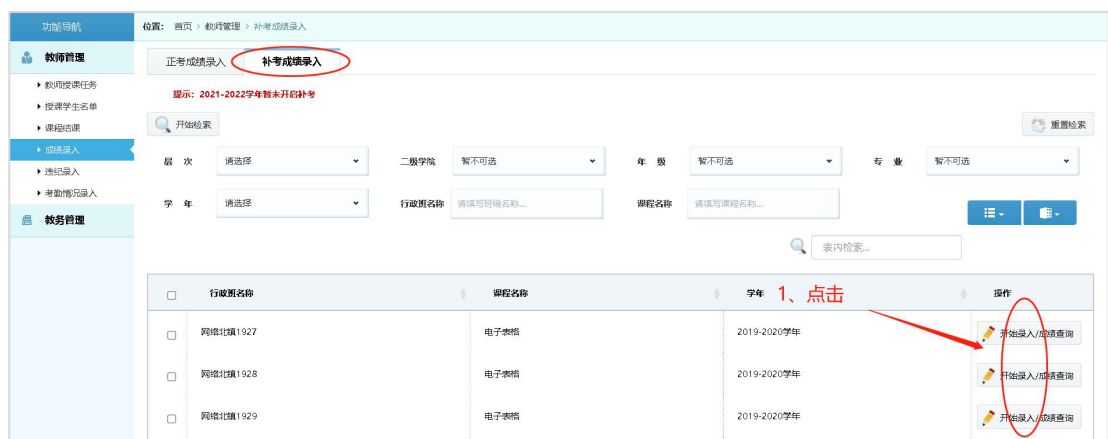 功能导航
位置： 首页 > 教师管理 > 补考成绩录入
教师管理
正考成绩录入 补考成绩录入
教师授课任务
提示：2021-2022学年暂未开启补考
授课学生名单
课程结课
开始检索 重置检索
成绩录入
层 次 请选择 二级学院 暂不可选 年 级 暂不可选 专 业 暂不可选
违纪录入
考勤情况录入
学 年 请选择 行政班名称 请填写班级名称... 课程名称 请填写课程名称...
教务管理
表内检索...
行政班名称 课程名称 学年 操作
1、点击
网络北镇1927 电子表格 2019-2020学年 开始录入/成绩查询
网络北镇1928 电子表格 2019-2020学年 开始录入/成绩查询
网络北镇1929 电子表格 2019-2020学年 开始录入/成绩查询